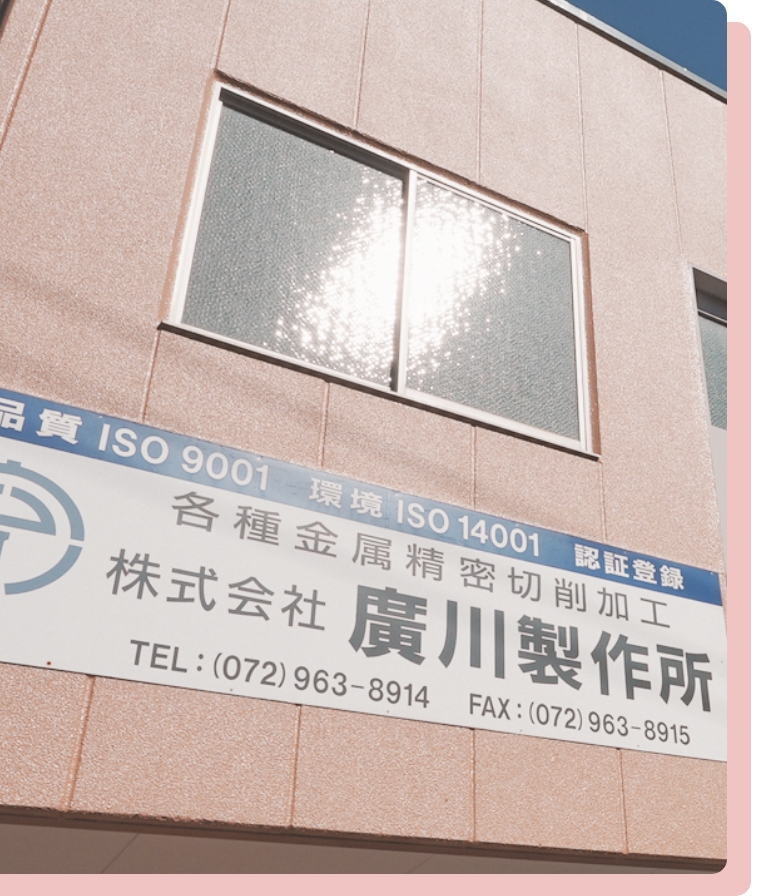 品質 ISO 9001 環境 ISO 14001 認証登録
各種金属精密切削加工
株式会社 廣川製作所
TEL:(072)963-8914 FAX:(072)963-8915